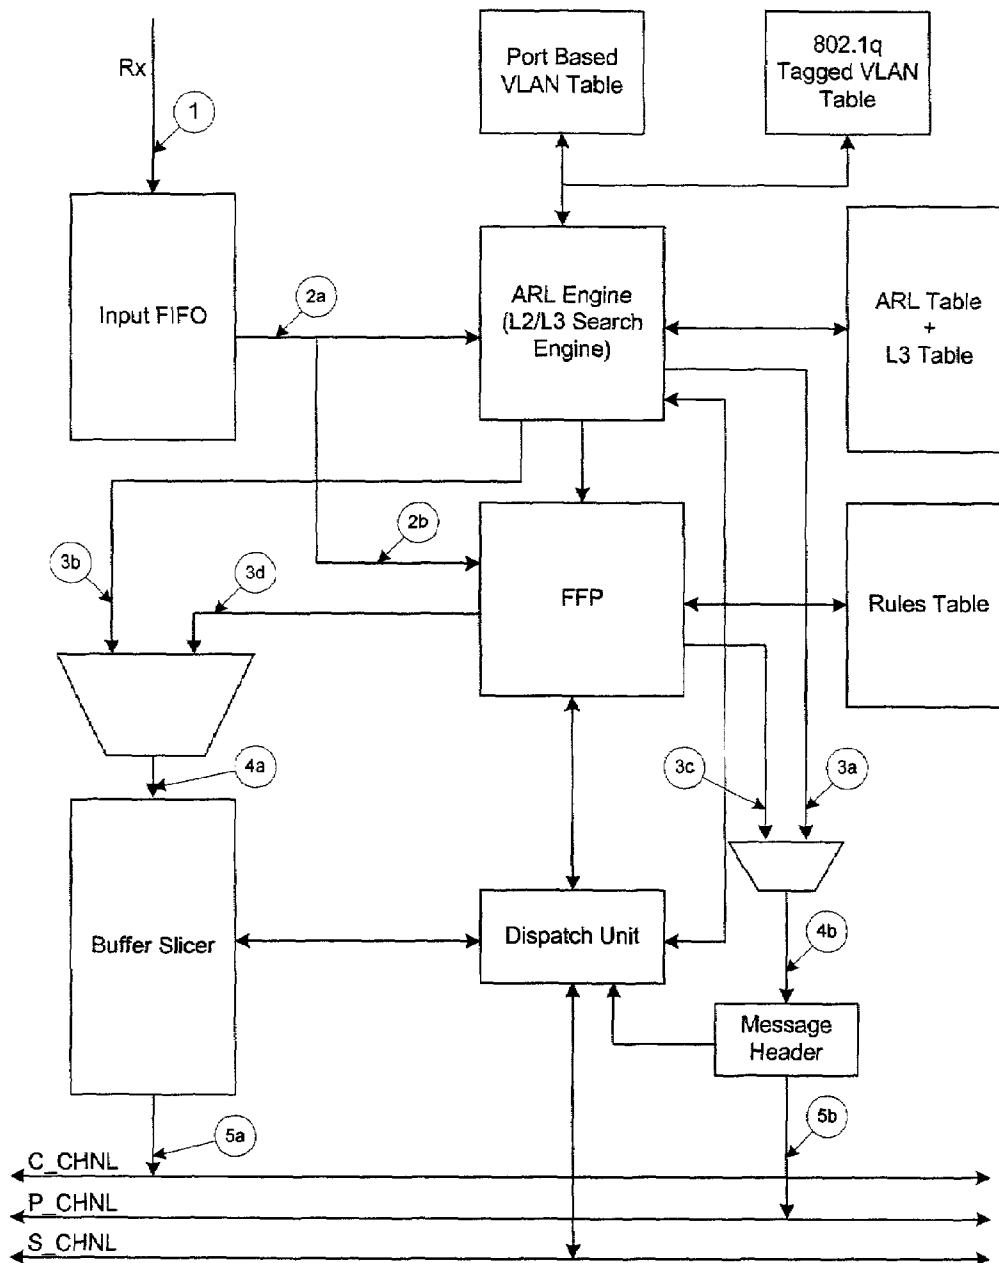 Rx
1
Port Based
VLAN Table
802.1q
Tagged VLAN
Table
Input FIFO
2a
ARL Engine
(L2/L3 Search
Engine)
ARL Table
+
L3 Table
2b
3b
3d
FFP
Rules Table
4a
3c
3a
Buffer Slicer
Dispatch Unit
4b
Message
Header
5a
5b
C_CHNL
P_CHNL
S_CHNL